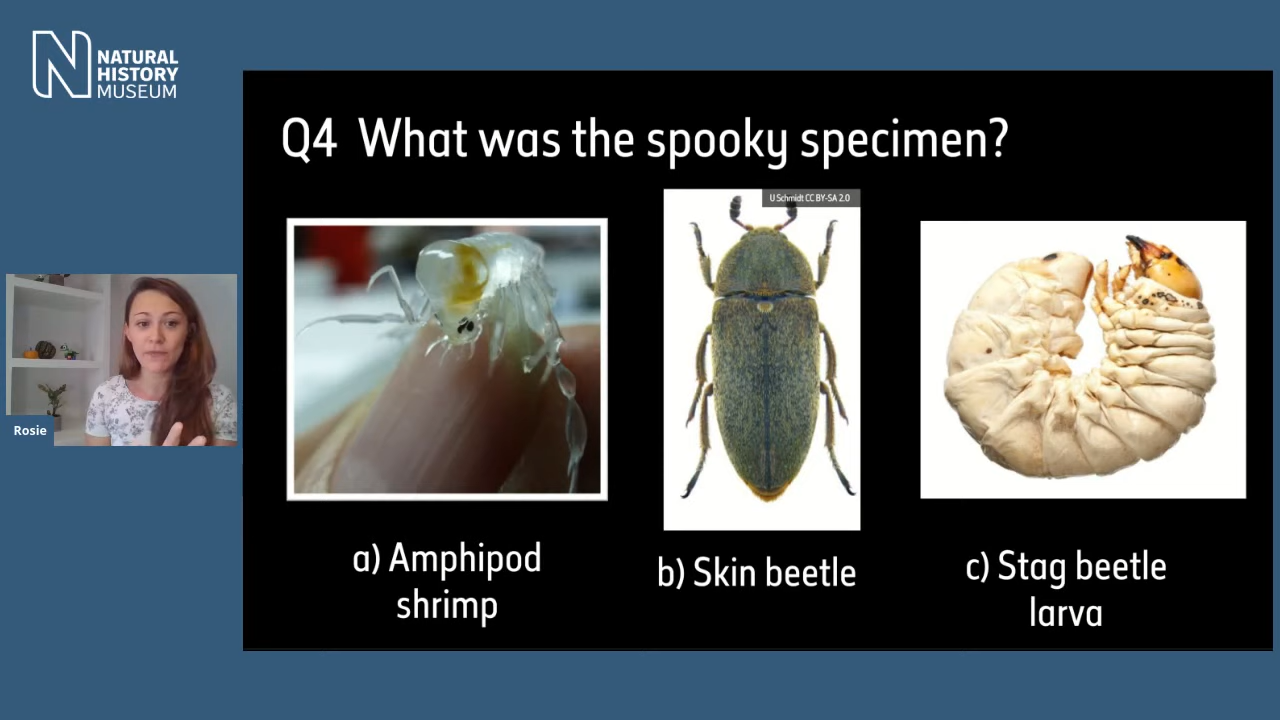 NATURAL
HISTORY
MUSEUM
Q4 What was the spooky specimen?
U Schmidt CC BY-SA 2.0
Rosie
a) Amphipod
shrimp
b) Skin beetle
c) Stag beetle
larva